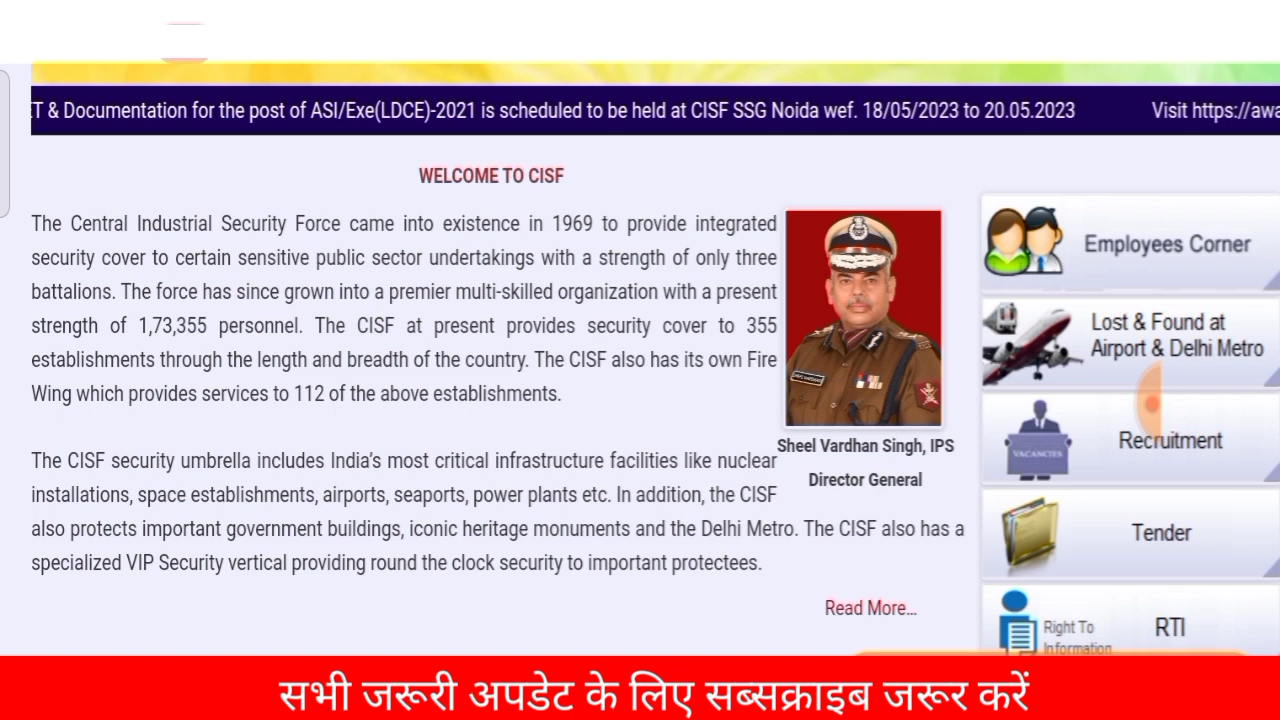 T & Documentation for the post of ASI/Exe(LDCE)-2021 is scheduled to be held at CISF SSG Noida wef. 18/05/2023 to 20.05.2023 Visit https://awa
WELCOME TO CISF
The Central Industrial Security Force came into existence in 1969 to provide integrated
security cover to certain sensitive public sector undertakings with a strength of only three
battalions. The force has since grown into a premier multi-skilled organization with a present
strength of 1,73,355 personnel. The CISF at present provides security cover to 355
establishments through the length and breadth of the country. The CISF also has its own Fire
Wing which provides services to 112 of the above establishments.
The CISF security umbrella includes India's most critical infrastructure facilities like nuclear
installations, space establishments, airports, seaports, power plants etc. In addition, the CISF
also protects important government buildings, iconic heritage monuments and the Delhi Metro. The CISF also has a
specialized VIP Security vertical providing round the clock security to important protectees.
Read More...
Sheel Vardhan Singh, IPS
Director General
Employees Corner
Lost & Found at
Airport & Delhi Metro
VACANCIES
Recruitment
Tender
Right To
Information
RTI
सभी जरूरी अपडेट के लिए सब्सक्राइब जरूर करें